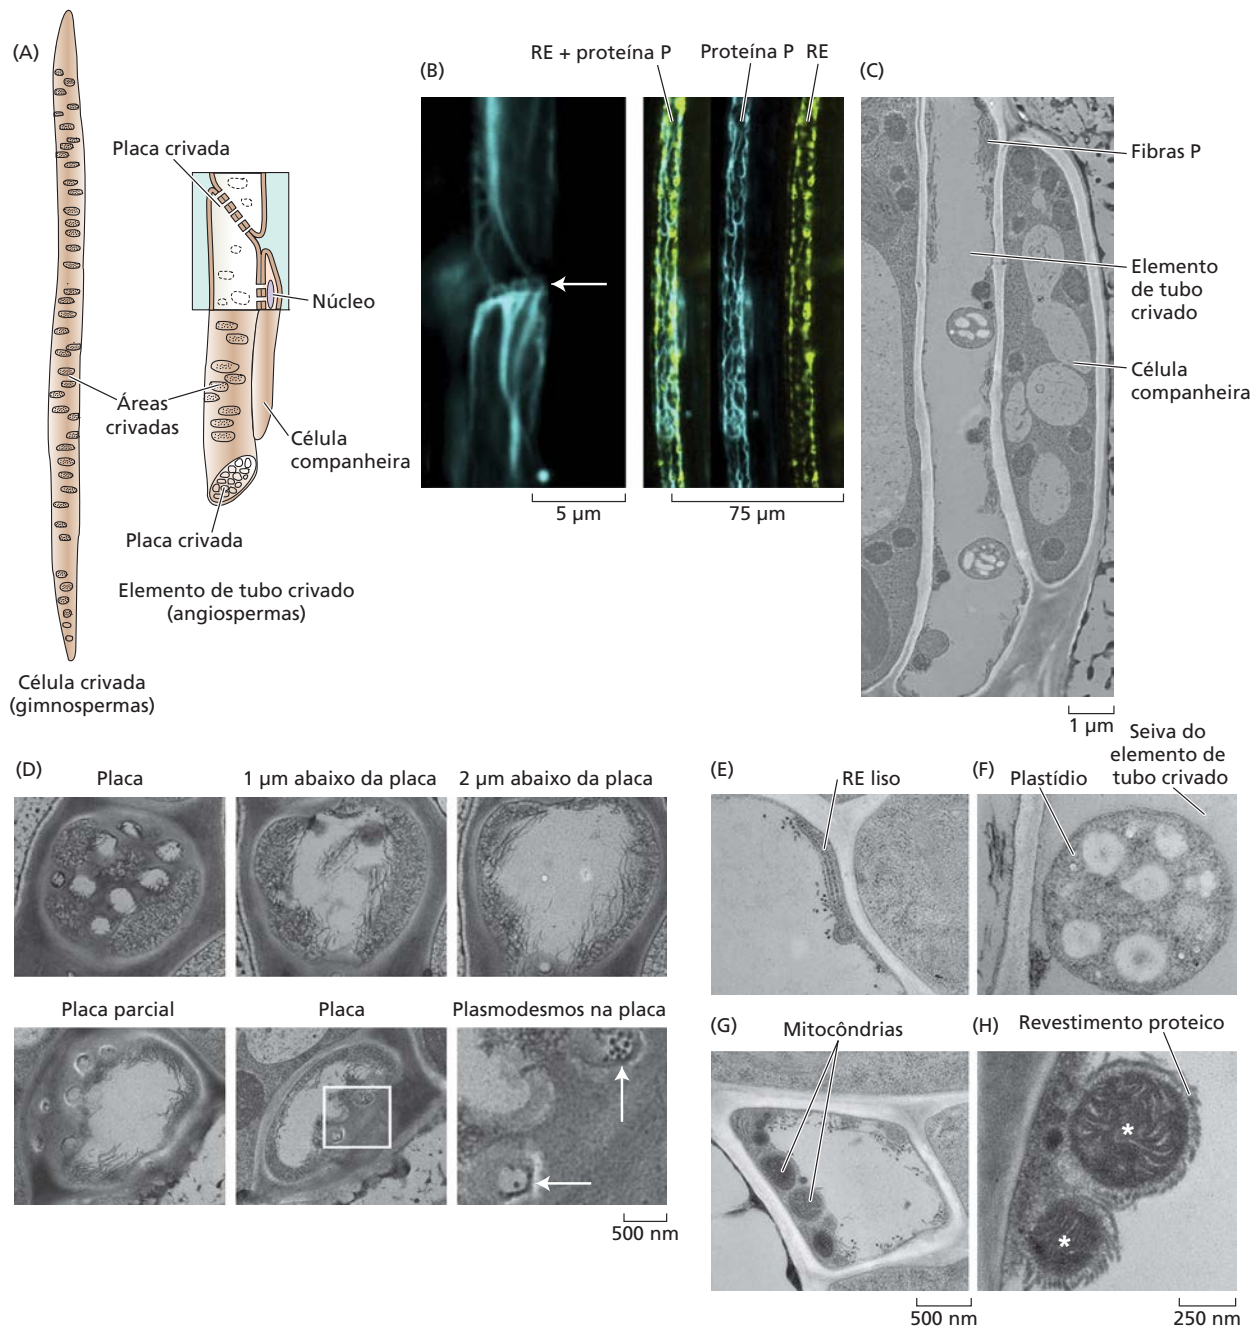 (A)
Placa crivada
Núcleo
Áreas
crivadas
Célula
companheira
Placa crivada
Elemento de tubo crivado
(angiospermas)
Célula crivada
(gimnospermas)
(B)
RE + proteína P
Proteína P
RE
5 μm
75 μm
(C)
Fibras P
Elemento
de tubo
crivado
Célula
companheira
1 μm
(D)
Placa
1 μm abaixo da placa
2 μm abaixo da placa
Placa parcial
Placa
Plasmodesmos na placa
500 nm
(E)
RE liso
(F)
Plastídio
Seiva do
elemento de
tubo crivado
(G)
Mitocôndrias
500 nm
(H)
Revestimento proteico
*
*
250 nm